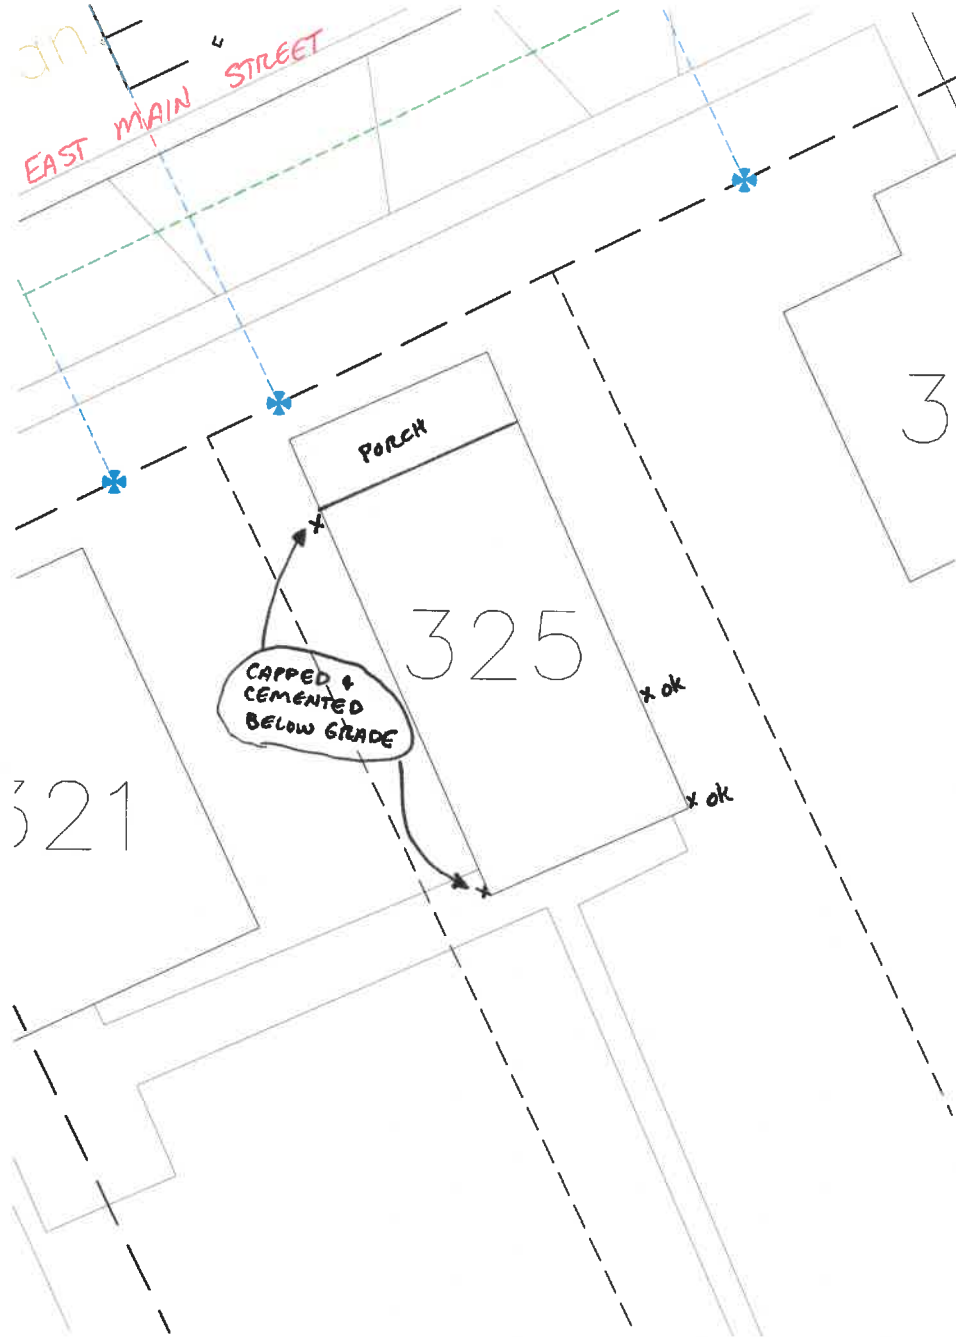 EAST MAIN STREET
PORCH
325
CAPPED &
CEMENTED
BELOW GRADE
x ok
x ok
321
3